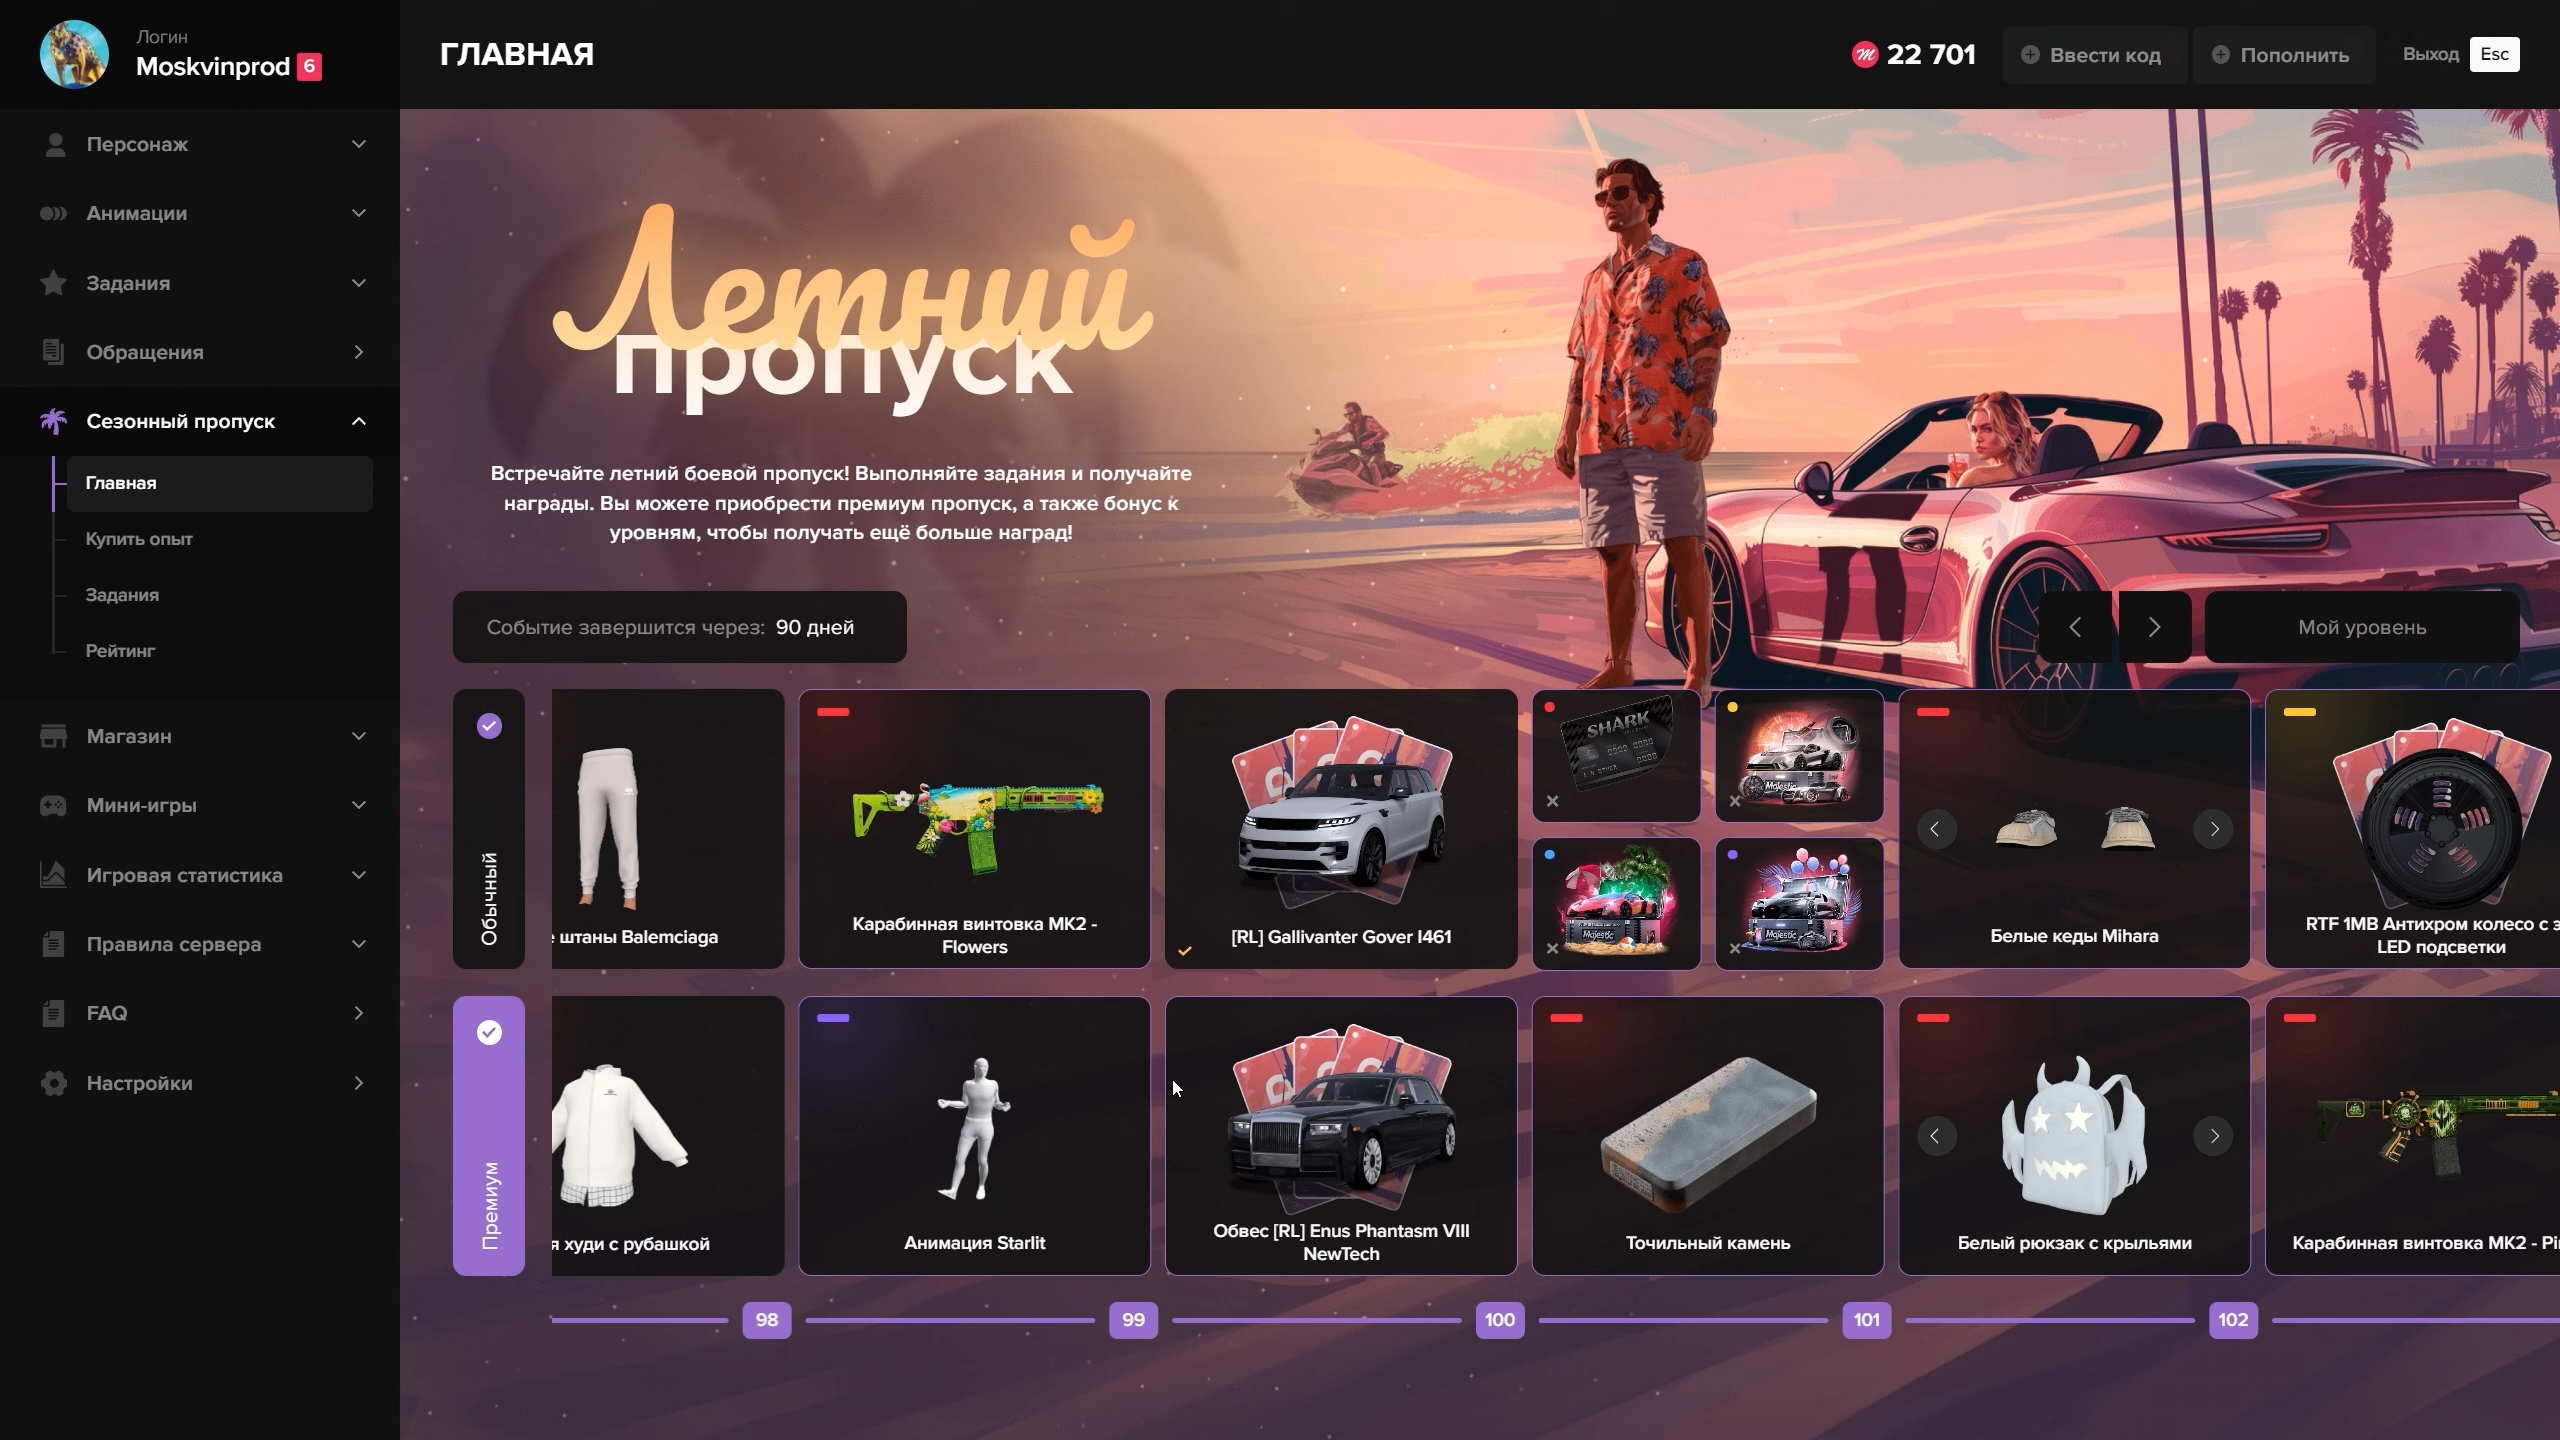 Логин
Moskvinprod 6
ГЛАВНАЯ
22 701
Ввести код
Пополнить
Выход
Esc
Персонаж
Анимации
Задания
Обращения
Сезонный пропуск
Главная
Купить опыт
Задания
Рейтинг
Магазин
Мини-игры
Игровая статистика
Правила сервера
FAQ
Настройки
Летний
пропуск
Встречайте летний боевой пропуск! Выполняйте задания и получайте
награды. Вы можете приобрести премиум пропуск, а также бонус к
уровням, чтобы получать ещё больше наград!
Событие завершится через: 90 дней
Мой уровень
Обычный
штаны Balemciaga
Карабинная винтовка MK2 -
Flowers
[RL] Gallivanter Gover I461
SHARK
Majestic
Majestic
Majestic
Белые кеды Mihara
RTF 1MB Антихром колесо с
LED подсветки
Премиум
я худи с рубашкой
Анимация Starlit
Обвес [RL] Enus Phantasm VIII
NewTech
Точильный камень
Белый рюкзак с крыльями
Карабинная винтовка MK2 -
98
99
100
101
102